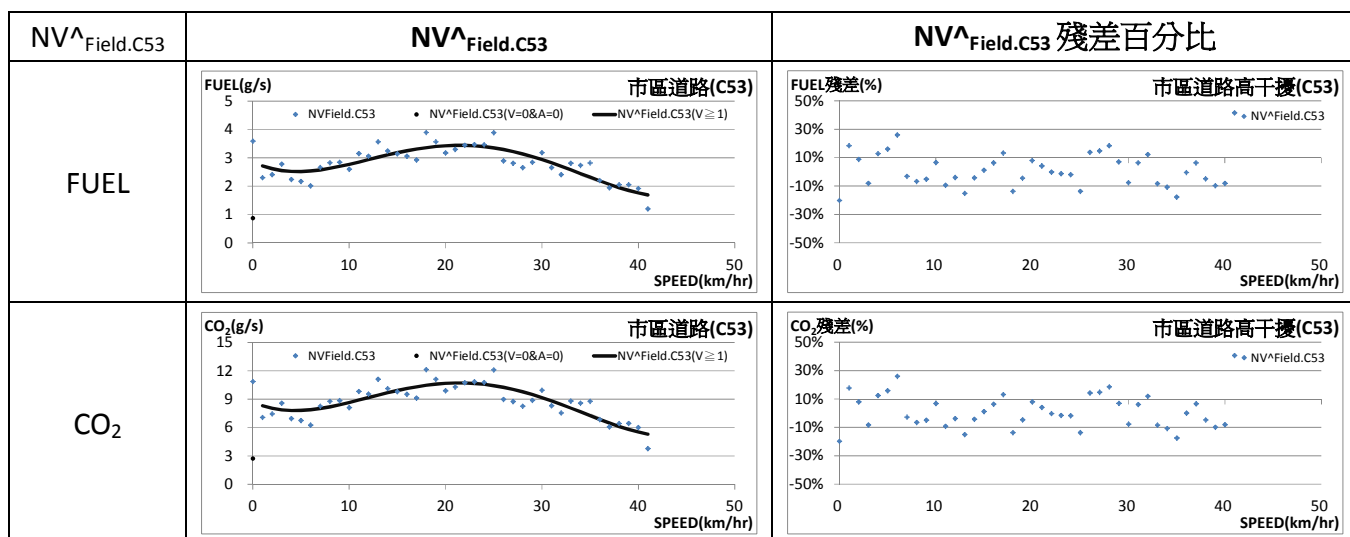 NV^Field.C53
NV^Field.C53
NV^Field.C53 殘差百分比
FUEL
FUEL(g/s)
市區道路(C53)
NVField.C53
NV^Field.C53(V=0&A=0)
NV^Field.C53(V≧1)
5
4
3
2
1
0
0
10
20
30
40
50
SPEED(km/hr)
FUEL殘差(%)
市區道路高干擾(C53)
NV^Field.C53
50%
30%
10%
-10%
-30%
-50%
0
10
20
30
40
50
SPEED(km/hr)
CO2
CO2(g/s)
市區道路(C53)
NVField.C53
NV^Field.C53(V=0&A=0)
NV^Field.C53(V≧1)
15
12
9
6
3
0
0
10
20
30
40
50
SPEED(km/hr)
CO2殘差(%)
市區道路高干擾(C53)
NV^Field.C53
50%
30%
10%
-10%
-30%
-50%
0
10
20
30
40
50
SPEED(km/hr)